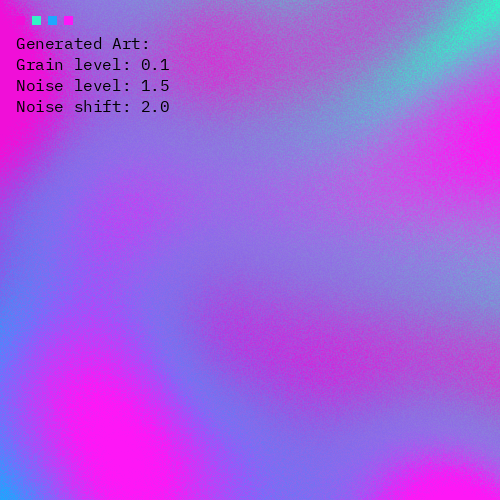 Generated Art:
Grain level: 0.1
Noise level: 1.5
Noise shift: 2.0